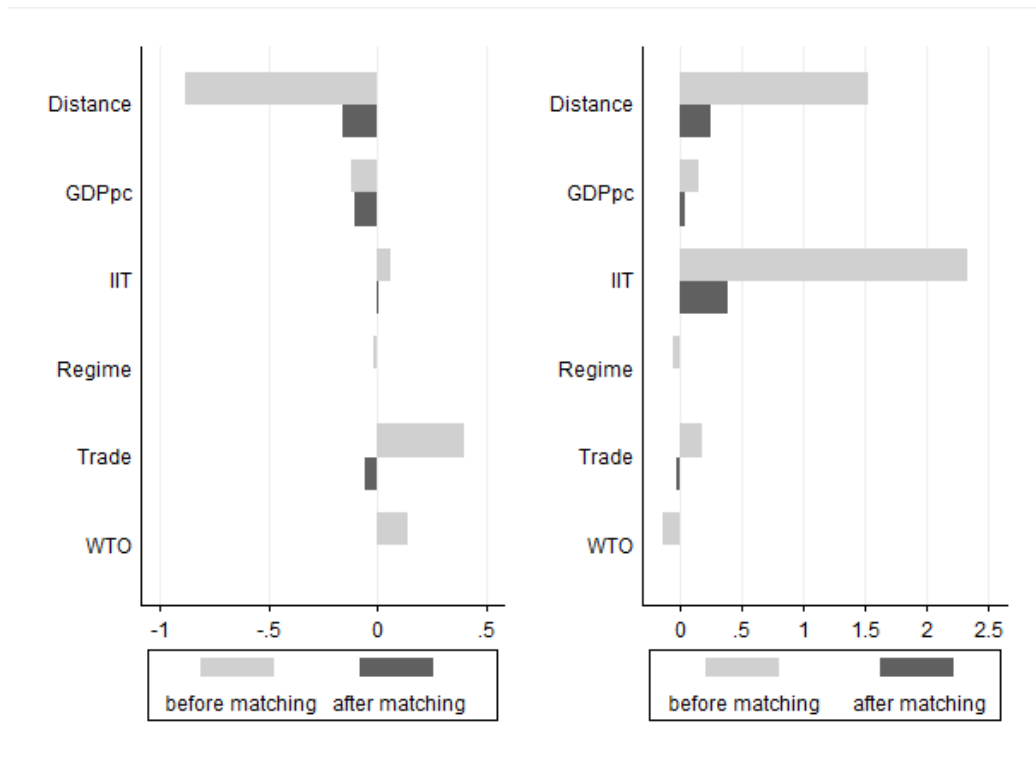 Distance
GDPpc
IIT
Regime
Trade
WTO
-1 -.5 0 .5
before matching after matching
Distance
GDPpc
IIT
Regime
Trade
WTO
0 .5 1 1.5 2 2.5
before matching after matching